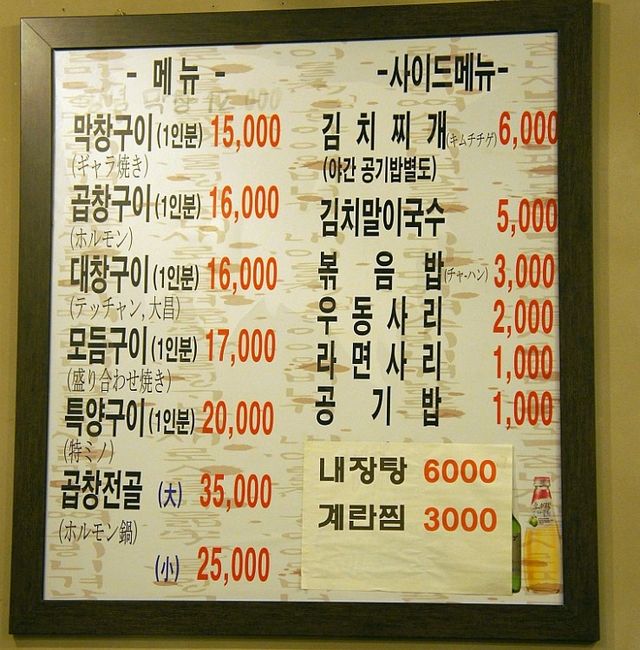 - 메뉴 -
막창구이(1인분) 15,000
(ギャラ焼き)
곱창구이(1인분) 16,000
(ホルモン)
대창구이(1인분) 16,000
(テッチャン, 大昌)
모듬구이(1인분) 17,000
(盛り合わせ焼き)
특양구이(1인분) 20,000
(特ミノ)
곱창전골 (大) 35,000
(ホルモン鍋)
(小) 25,000
-사이드메뉴-
김치찌개(キムチチゲ) 6,000
(야간 공기밥별도)
김치말이국수 5,000
볶음밥(チャ-ハン) 3,000
우동사리 2,000
라면사리 1,000
공기밥 1,000
내장탕 6000
계란찜 3000